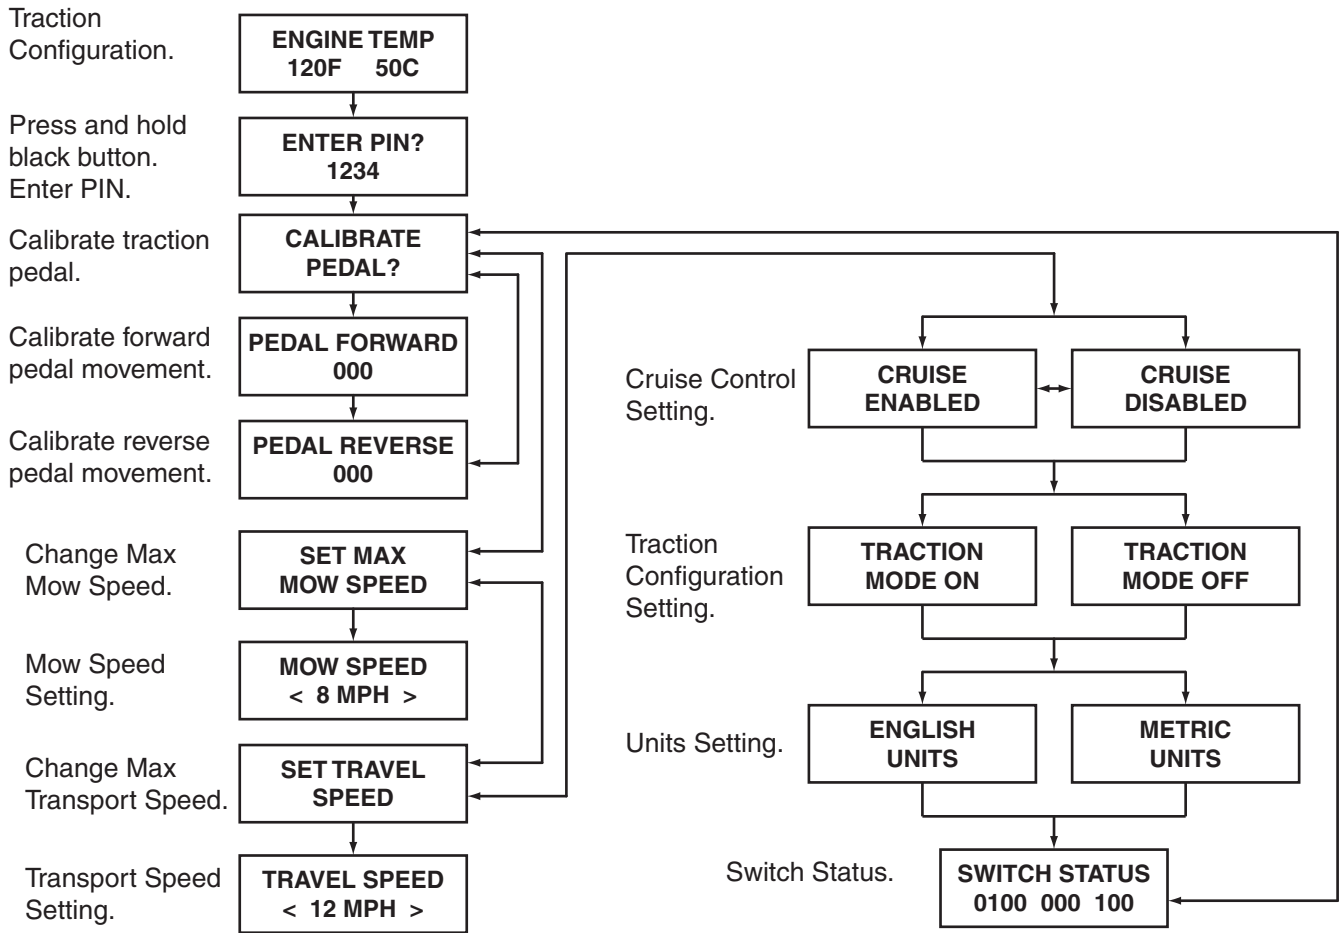 Traction
Configuration.
ENGINE TEMP
120F 50C
Press and hold
black button.
Enter PIN.
ENTER PIN?
1234
Calibrate traction
pedal.
CALIBRATE
PEDAL?
Calibrate forward
pedal movement.
PEDAL FORWARD
000
Calibrate reverse
pedal movement.
PEDAL REVERSE
000
Change Max
Mow Speed.
SET MAX
MOW SPEED
Mow Speed
Setting.
MOW SPEED
< 8 MPH >
Change Max
Transport Speed.
SET TRAVEL
SPEED
Transport Speed
Setting.
TRAVEL SPEED
< 12 MPH >
Cruise Control
Setting.
CRUISE
ENABLED
CRUISE
DISABLED
Traction
Configuration
Setting.
TRACTION
MODE ON
TRACTION
MODE OFF
Units Setting.
ENGLISH
UNITS
METRIC
UNITS
Switch Status.
SWITCH STATUS
0100 000 100